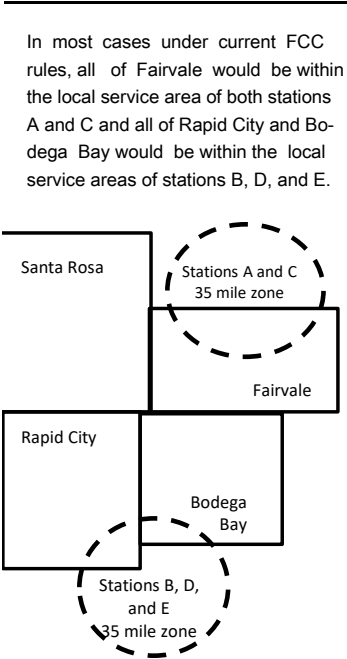 In most cases under current FCC
rules, all of Fairvale would be within
the local service area of both stations
A and C and all of Rapid City and Bo-
dega Bay would be within the local
service areas of stations B, D, and E.
Santa Rosa
Stations A and C
35 mile zone
Fairvale
Rapid City
Bodega
Bay
Stations B, D,
and E
35 mile zone